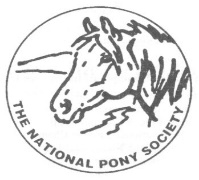 THE NATIONAL PONY SOCIETY